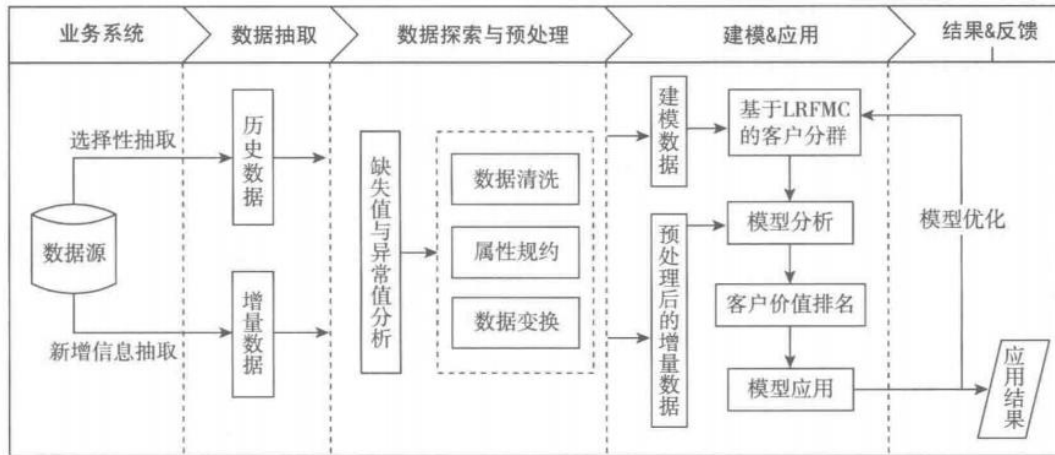 业务系统
数据抽取
数据探索与预处理
建模&应用
结果&反馈
选择性抽取
数据源
新增信息抽取
历史数据
增量数据
缺失值与异常值分析
数据清洗
属性规约
数据变换
建模数据
预处理后的增量数据
基于LRFMC
的客户分群
模型分析
客户价值排名
模型应用
模型优化
应用结果